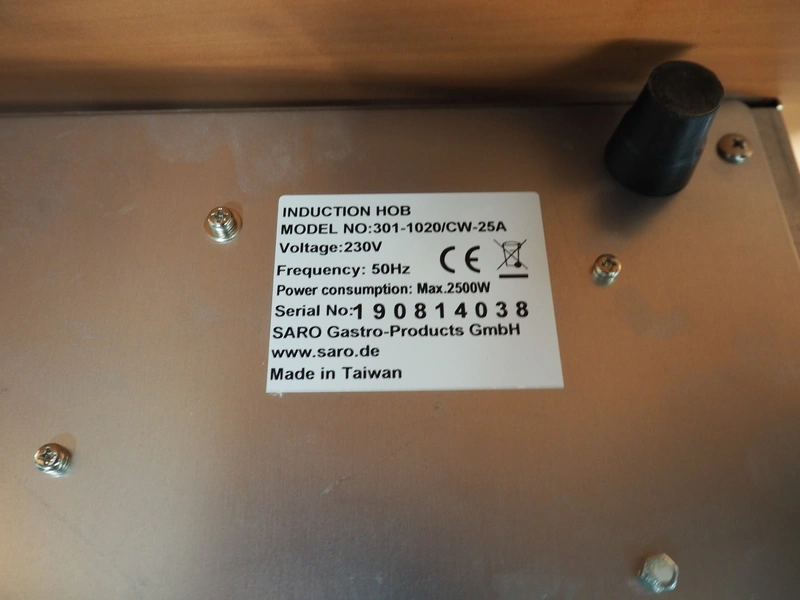 INDUCTION HOB
MODEL NO:301-1020/CW-25A
Voltage:230V
Frequency: 50Hz
CE
Power consumption: Max.2500W
Serial No:190814038
SARO Gastro-Products GmbH
www.saro.de
Made in Taiwan